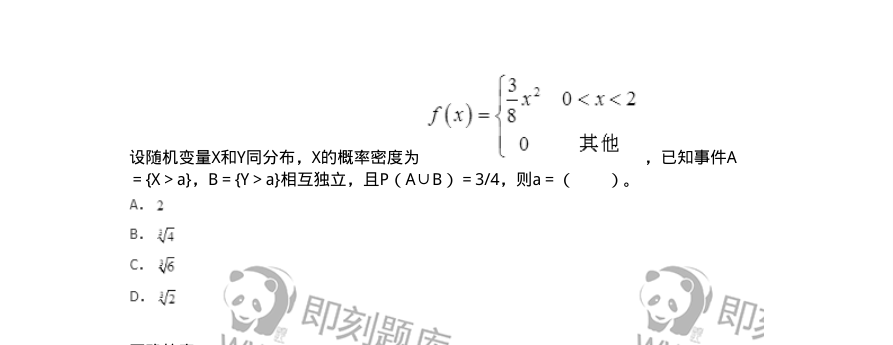 f(x) = { 3/8 x² 0 < x < 2
0 其他
设随机变量X和Y同分布，X的概率密度为 ，已知事件A
= {X > a}，B = {Y > a}相互独立，且P（A∪B）= 3/4，则a =（ ）。
A. 2
B. ∛4
C. ∛6
D. ∛2
即刻题库 即刻